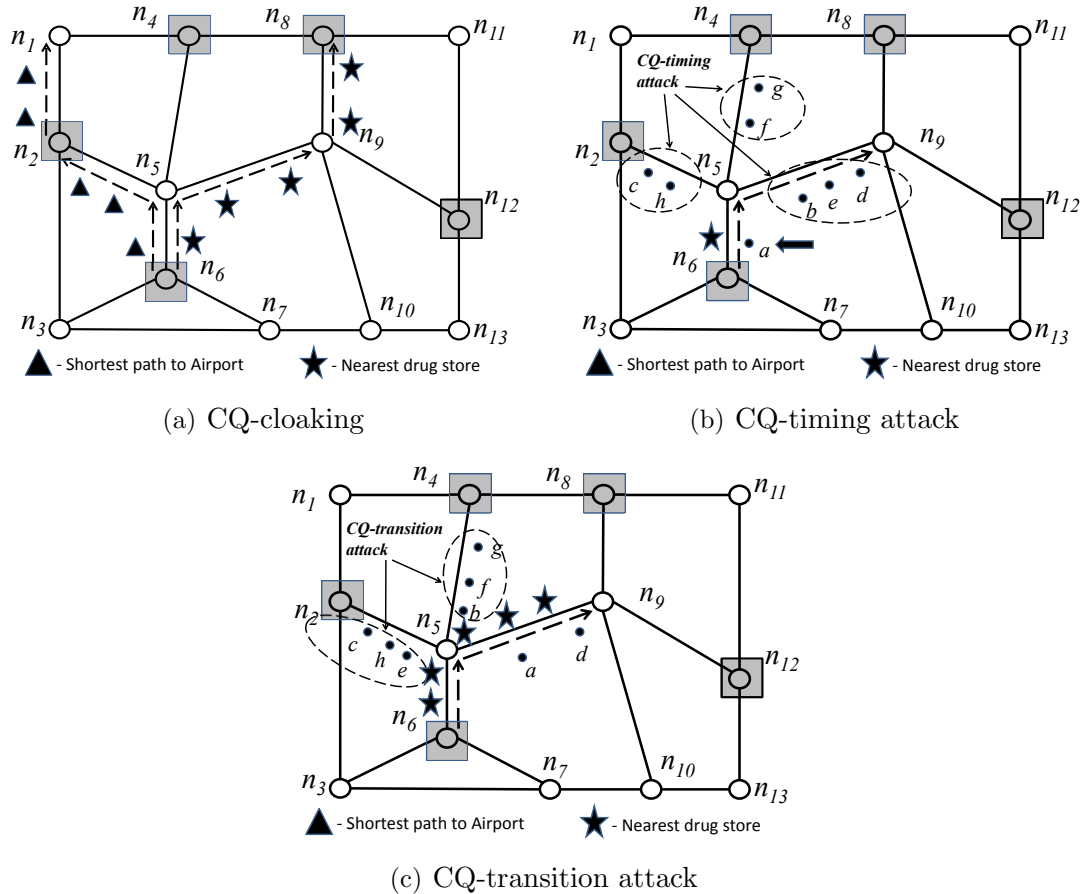 n4 n8
n1 n11
n2 n5 n9
n12
n6
n7 n10
n3 n13
- Shortest path to Airport - Nearest drug store
(a) CQ-cloaking
n4 n8
n1 n11
CQ-timing
attack
g
f
n2 n5 n9
c h
b e d
n12
a
n6
n7 n10
n3 n13
- Shortest path to Airport - Nearest drug store
(b) CQ-timing attack
n4 n8
n1 n11
CQ-transition
attack
g
f
b
n2 n5 n9
c h e
a d
n12
n6
n7 n10
n3 n13
- Shortest path to Airport - Nearest drug store
(c) CQ-transition attack